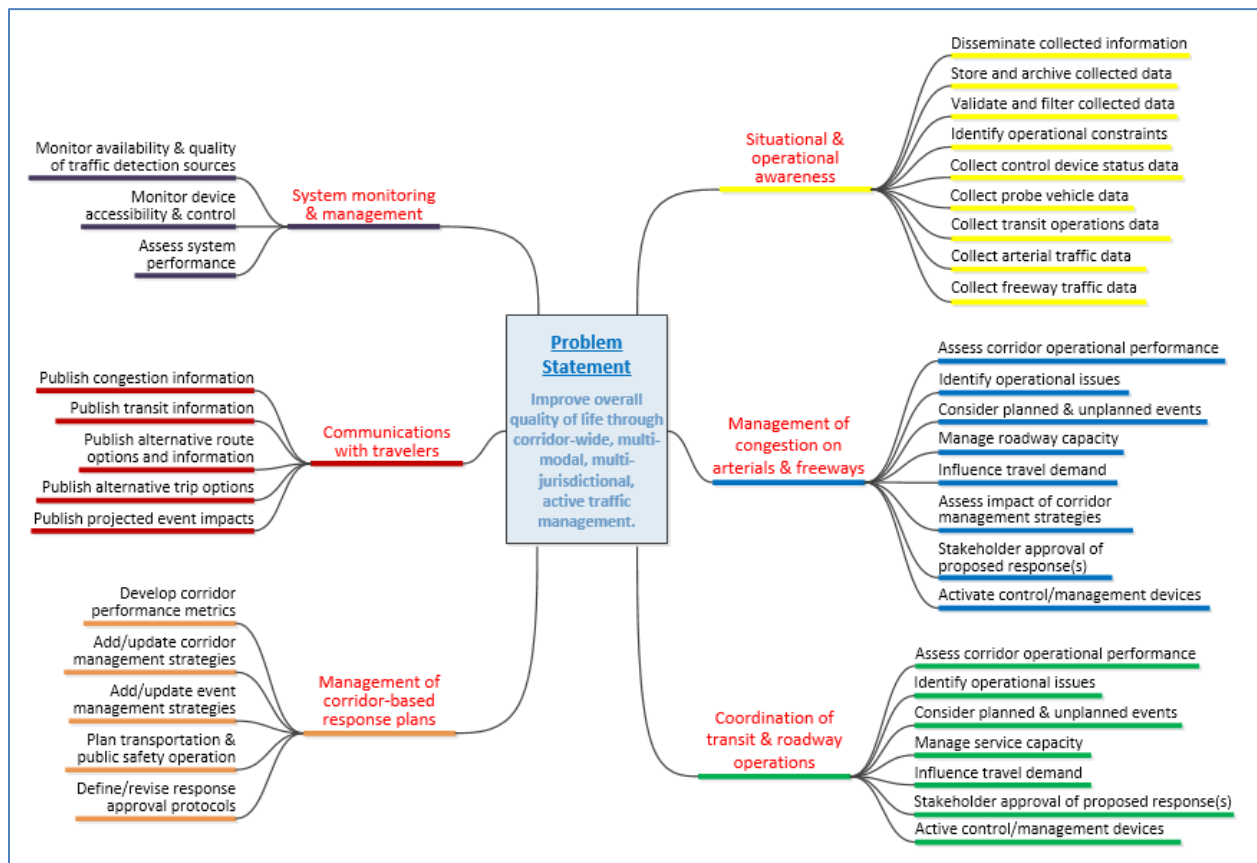 Problem
Statement
Improve overall
quality of life through
corridor-wide, multi-
modal, multi-
jurisdictional,
active traffic
management.
System monitoring
& management
Monitor availability & quality
of traffic detection sources
Monitor device
accessibility & control
Assess system
performance
Communications
with travelers
Publish congestion information
Publish transit information
Publish alternative route
options and information
Publish alternative trip options
Publish projected event impacts
Management of
corridor-based
response plans
Develop corridor
performance metrics
Add/update corridor
management strategies
Add/update event
management strategies
Plan transportation &
public safety operation
Define/revise response
approval protocols
Situational &
operational
awareness
Disseminate collected information
Store and archive collected data
Validate and filter collected data
Identify operational constraints
Collect control device status data
Collect probe vehicle data
Collect transit operations data
Collect arterial traffic data
Collect freeway traffic data
Management of
congestion on
arterials & freeways
Assess corridor operational performance
Identify operational issues
Consider planned & unplanned events
Manage roadway capacity
Influence travel demand
Assess impact of corridor
management strategies
Stakeholder approval of
proposed response(s)
Activate control/management devices
Coordination of
transit & roadway
operations
Assess corridor operational performance
Identify operational issues
Consider planned & unplanned events
Manage service capacity
Influence travel demand
Stakeholder approval of proposed response(s)
Active control/management devices